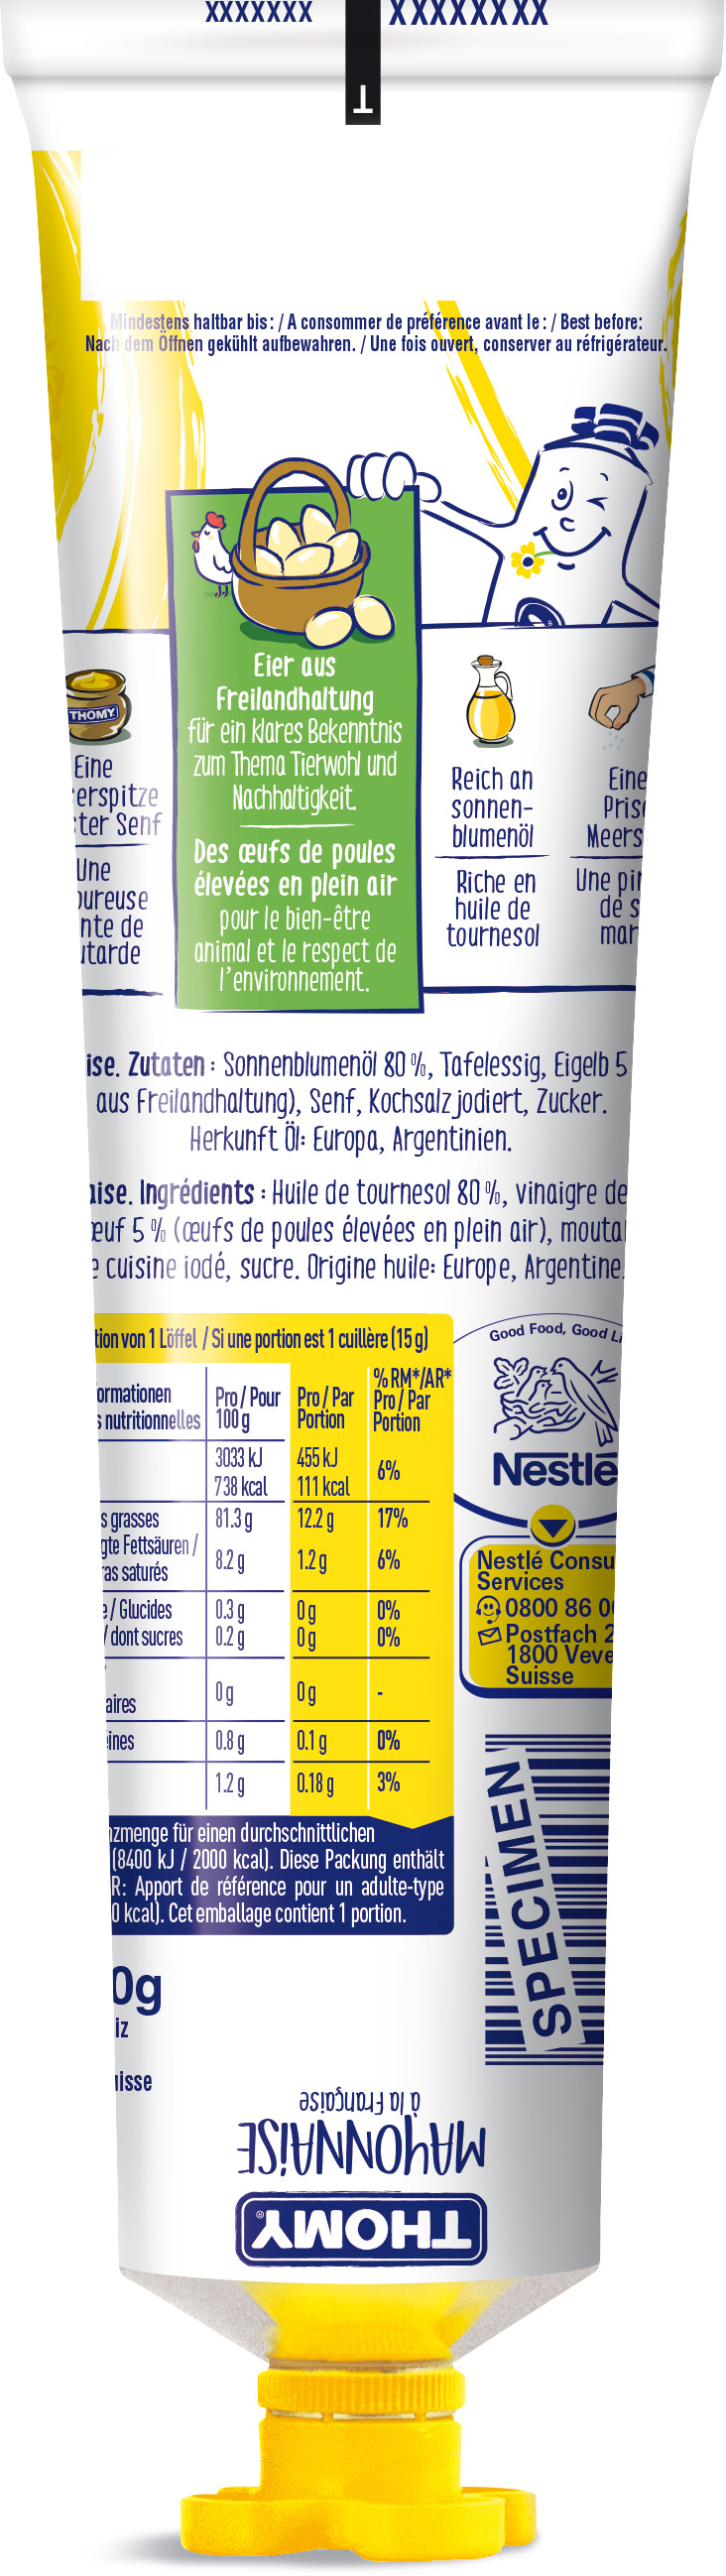 XXXXXXX XXXXXXXX
T
Mindestens haltbar bis: / A consommer de préférence avant le : / Best before:
Nach dem Öffnen gekühlt aufbewahren. / Une fois ouvert, conserver au réfrigérateur.
THOMY
Eine
erspitze
ter Senf
Une
oureuse
nte de
utarde
Eier aus
Freilandhaltung
für ein klares Bekenntnis
zum Thema Tierwohl und
Nachhaltigkeit.
Des œufs de poules
élevées en plein air
pour le bien-être
animal et le respect de
l'environnement.
Reich an
sonnen-
blumenöl
Riche en
huile de
tournesol
Eine
Pris
Meers
Une pi
de s
mar
ise. Zutaten : Sonnenblumenöl 80 %, Tafelessig, Eigelb 5
aus Freilandhaltung), Senf, Kochsalz jodiert, Zucker.
Herkunft Öl: Europa, Argentinien.
aise. Ingrédients : Huile de tournesol 80 %, vinaigre de
œuf 5 % (œufs de poules élevées en plein air), mouta
e cuisine iodé, sucre. Origine huile: Europe, Argentine.
tion von 1 Löffel / Si une portion est 1 cuillère (15 g)
ormationen
s nutritionnelles
Pro / Pour
100 g
Pro / Par
Portion
% RM*/AR*
Pro / Par
Portion
3033 kJ 455 kJ
738 kcal 111 kcal 6%
s grasses 81.3 g 12.2 g 17%
gte Fettsäuren /
ras saturés 8.2 g 1.2 g 6%
e / Glucides 0.3 g 0 g 0%
/ dont sucres 0.2 g 0 g 0%
aires 0 g 0 g -
éines 0.8 g 0.1 g 0%
1.2 g 0.18 g 3%
nzmenge für einen durchschnittlichen
(8400 kJ / 2000 kcal). Diese Packung enthält
R: Apport de référence pour un adulte-type
0 kcal). Cet emballage contient 1 portion.
Good Food, Good Li
Nestlé
Nestlé Consu
Services
0800 86 0
Postfach 2
1800 Veve
Suisse
SPECIMEN
0g
iz
uisse
à la Française
MAYONNAISE
THOMY®